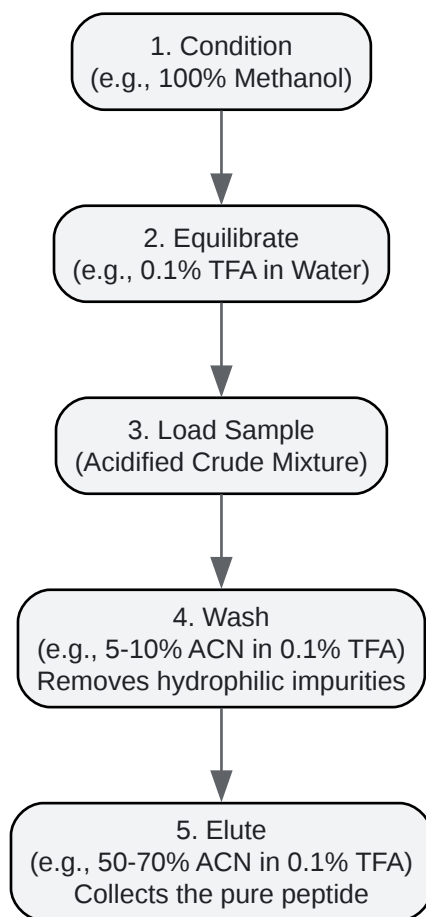 1. Condition
(e.g., 100% Methanol)
2. Equilibrate
(e.g., 0.1% TFA in Water)
3. Load Sample
(Acidified Crude Mixture)
4. Wash
(e.g., 5-10% ACN in 0.1% TFA)
Removes hydrophilic impurities
5. Elute
(e.g., 50-70% ACN in 0.1% TFA)
Collects the pure peptide